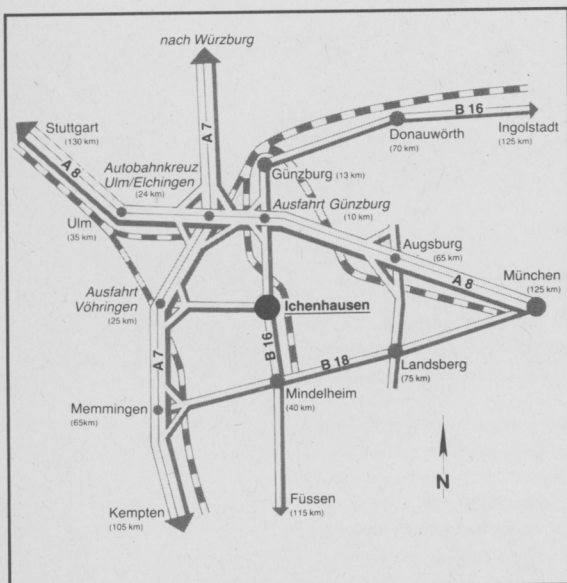 nach Würzburg
A 7
Stuttgart
(130 km)
A 8
Autobahnkreuz
Ulm/Elchingen
(24 km)
Ulm
(35 km)
Günzburg (13 km)
Donauwörth
(70 km)
B 16
Ingolstadt
(125 km)
Ausfahrt Günzburg
(10 km)
Augsburg
(65 km)
A 8
München
(125 km)
Ausfahrt
Vöhringen
(25 km)
Ichenhausen
A 7
B 16
B 18
Landsberg
(75 km)
Memmingen
(65km)
Mindelheim
(40 km)
N
Kempten
(105 km)
Füssen
(115 km)